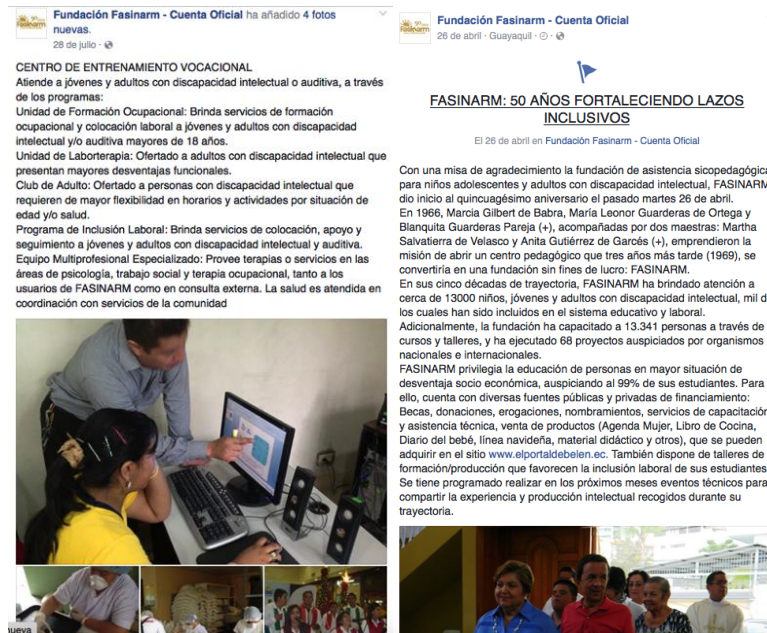 Fundación Fasinarm - Cuenta Oficial ha añadido 4 fotos
nuevas.
28 de julio
CENTRO DE ENTRENAMIENTO VOCACIONAL
Atiende a jóvenes y adultos con discapacidad intelectual o auditiva, a través
de los programas:
Unidad de Formación Ocupacional: Brinda servicios de formación
ocupacional y colocación laboral a jóvenes y adultos con discapacidad
intelectual y/o auditiva mayores de 18 años.
Unidad de Laborterapia: Ofertado a adultos con discapacidad intelectual que
presentan mayores desventajas funcionales.
Club de Adulto: Ofertado a personas con discapacidad intelectual que
requieren de mayor flexibilidad en horarios y actividades por situación de
edad y/o salud.
Programa de Inclusión Laboral: Brinda servicios de colocación, apoyo y
seguimiento a jóvenes y adultos con discapacidad intelectual y auditiva.
Equipo Multiprofesional Especializado: Provee terapias o servicios en las
áreas de psicología, trabajo social y terapia ocupacional, tanto a los
usuarios de FASINARM como en consulta externa. La salud es atendida en
coordinación con servicios de la comunidad
nueva
Fundación Fasinarm - Cuenta Oficial
26 de abril · Guayaquil
FASINARM: 50 AÑOS FORTALECIENDO LAZOS
INCLUSIVOS
El 26 de abril en Fundación Fasinarm - Cuenta Oficial
Con una misa de agradecimiento la fundación de asistencia sicopedagógica
para niños adolescentes y adultos con discapacidad intelectual, FASINARM
dio inicio al quincuagésimo aniversario el pasado martes 26 de abril.
En 1966, Marcia Gilbert de Babra, María Leonor Guarderas de Ortega y
Blanquita Guarderas Pareja (+), acompañadas por dos maestras: Martha
Salvatierra de Velasco y Anita Gutiérrez de Garcés (+), emprendieron la
misión de abrir un centro pedagógico que tres años más tarde (1969), se
convertiría en una fundación sin fines de lucro: FASINARM.
En sus cinco décadas de trayectoria, FASINARM ha brindado atención a
cerca de 13000 niños, jóvenes y adultos con discapacidad intelectual, mil d
los cuales han sido incluidos en el sistema educativo y laboral.
Adicionalmente, la fundación ha capacitado a 13.341 personas a través de
cursos y talleres, y ha ejecutado 68 proyectos auspiciados por organismos
nacionales e internacionales.
FASINARM privilegia la educación de personas en mayor situación de
desventaja socio económica, auspiciando al 99% de sus estudiantes. Para
ello, cuenta con diversas fuentes públicas y privadas de financiamiento:
Becas, donaciones, erogaciones, nombramientos, servicios de capacitación
y asistencia técnica, venta de productos (Agenda Mujer, Libro de Cocina,
Diario del bebé, línea navideña, material didáctico y otros), que se pueden
adquirir en el sitio www.elportaldebelen.ec. También dispone de talleres de
formación/producción que favorecen la inclusión laboral de sus estudiantes
Se tiene programado realizar en los próximos meses eventos técnicos para
compartir la experiencia y producción intelectual recogidos durante su
trayectoria.